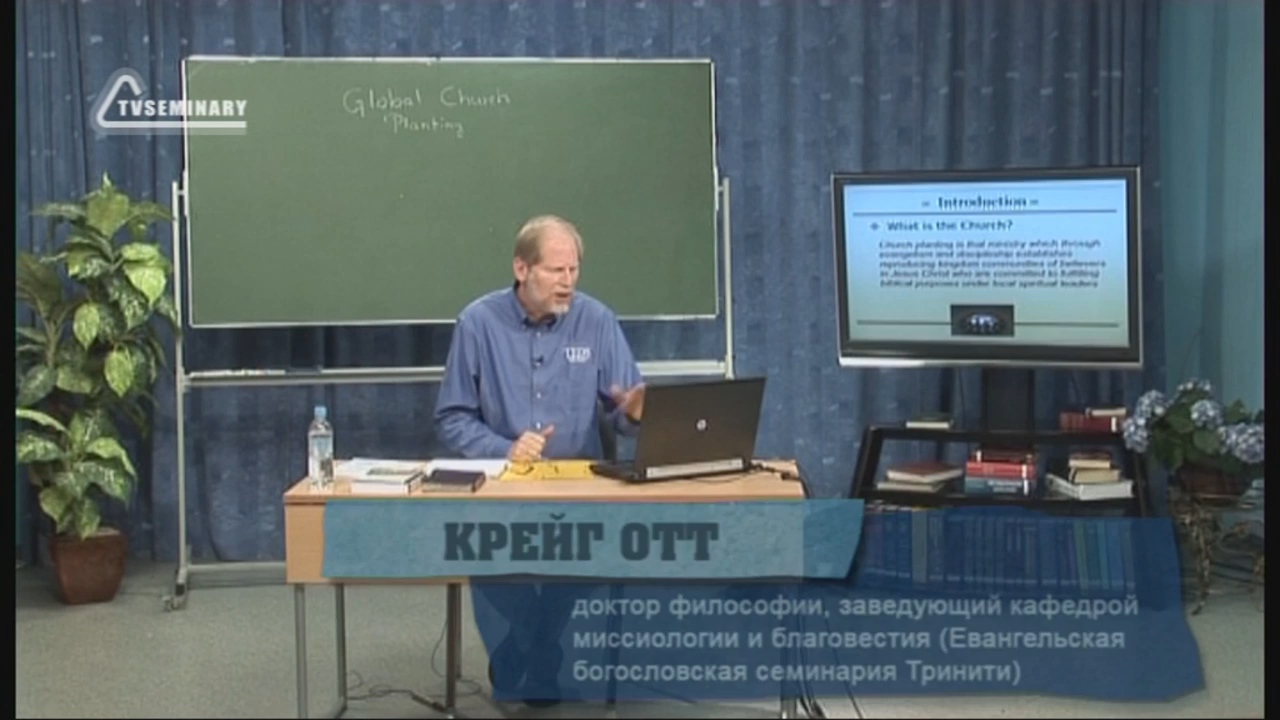 TVSEMINARY
Global Church
Planting
Introduction
What is the Church?
Church planting is that ministry which through
evangelism and discipleship establishes
reproducing kingdom communities of believers
in Jesus Christ who are committed to fulfilling
biblical purposes under local spiritual leaders
КРЕЙГ ОТТ
доктор философии, заведующий кафедрой
миссиологии и благовестия (Евангельская
богословская семинария Тринити)